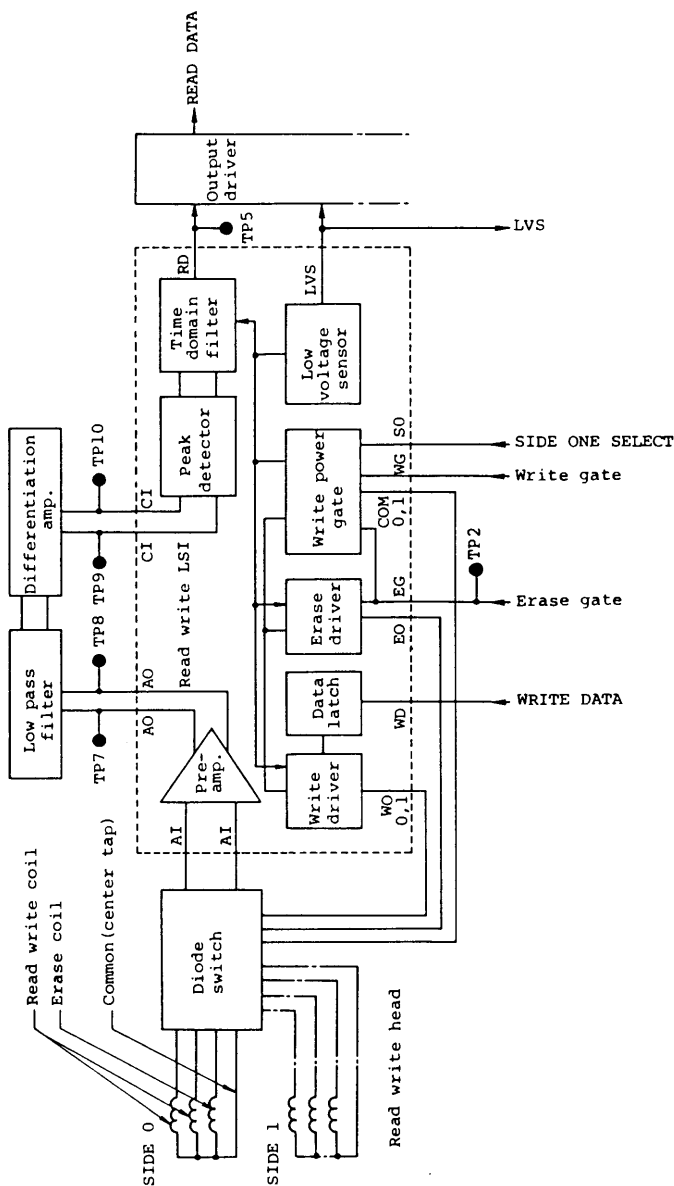 Read write coil
Erase coil
Common(center tap)
SIDE 0
SIDE 1
Read write head
Diode
switch
AI
AI
Pre-
amp.
AO
AO
TP7
TP8
Low pass
filter
Differentiation
amp.
TP9
TP10
CI
CI
Read write LSI
Peak
detector
Time
domain
filter
RD
TP5
Output
driver
READ DATA
Write
driver
Data
latch
Erase
driver
Write power
gate
Low
voltage
sensor
LVS
LVS
WO
0,1
WD
EO
EG
COM
0,1
WG
SO
WRITE DATA
Erase gate
TP2
Write gate
SIDE ONE SELECT